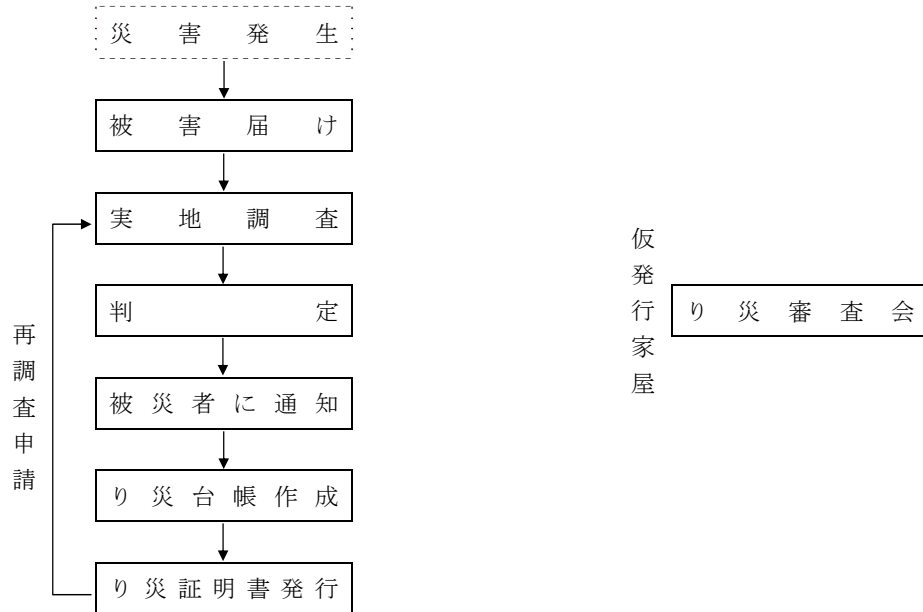 災害発生
被害届け
実地調査
判定
被災者に通知
り災台帳作成
り災証明書発行
再調査申請
仮発行家屋
り災審査会